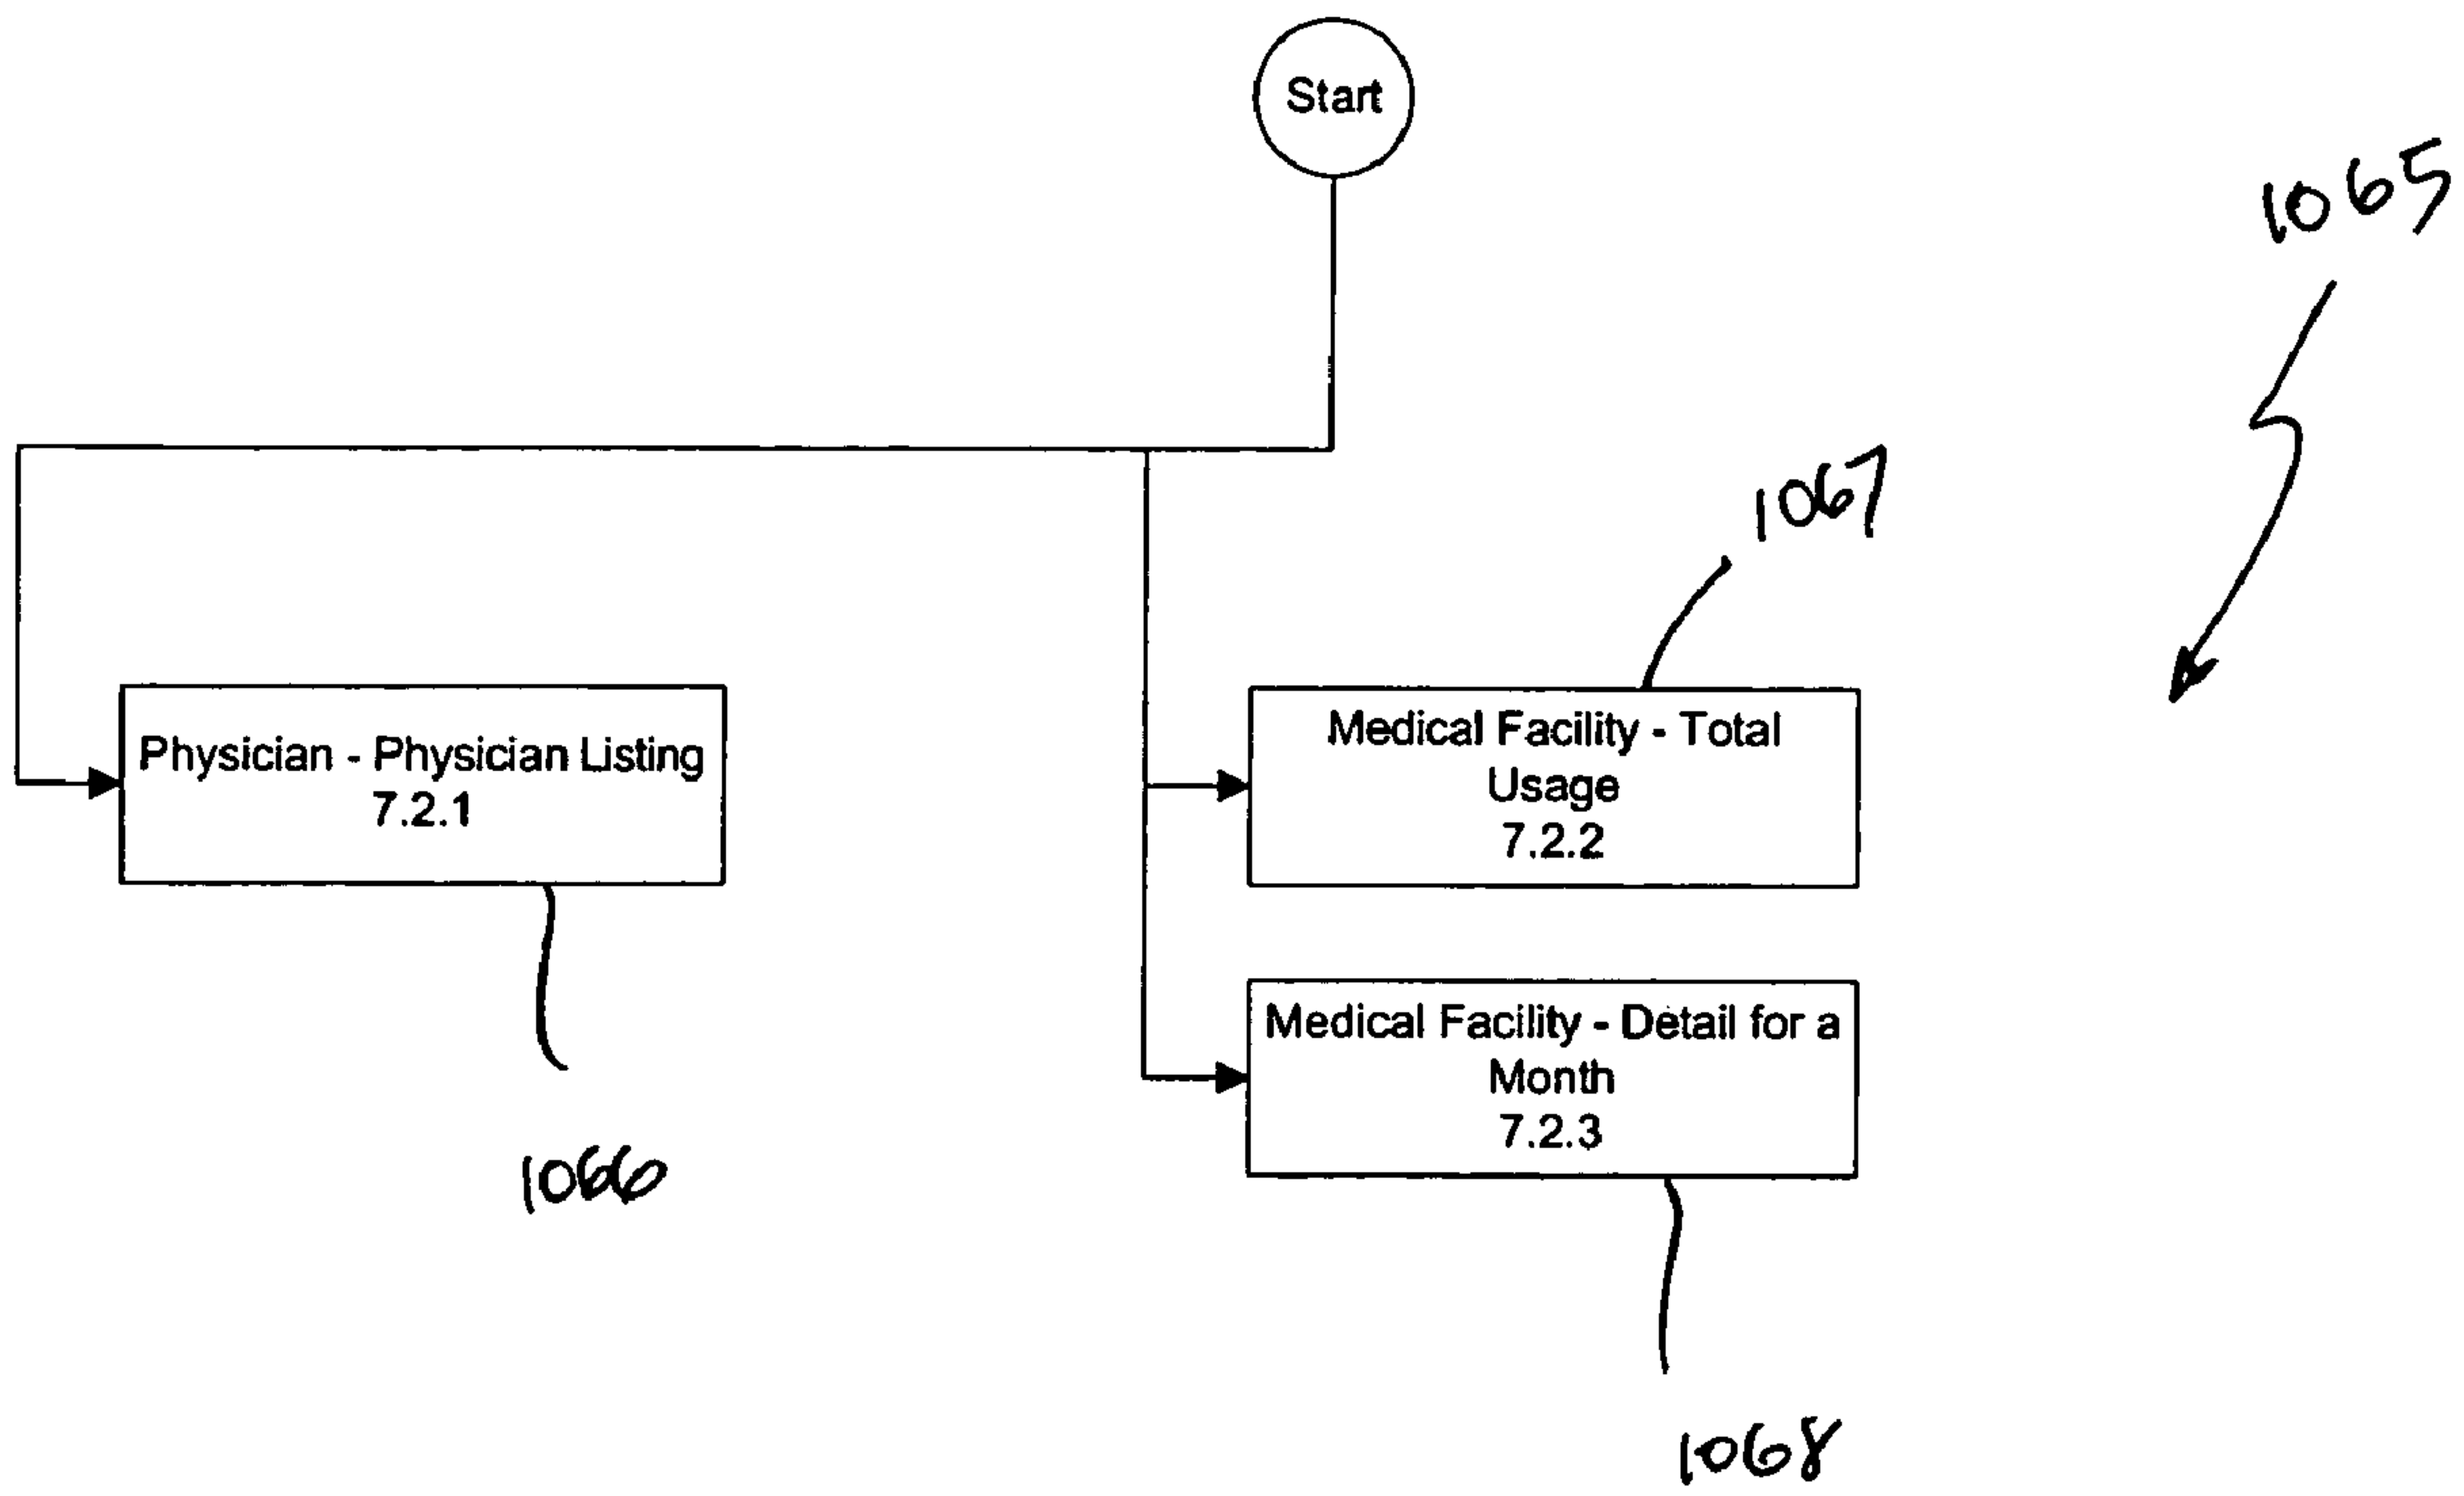 Start
1065
1067
Physician - Physician Listing
7.2.1
Medical Facility - Total
Usage
7.2.2
Medical Facility - Detail for a
Month
7.2.3
1066
1068